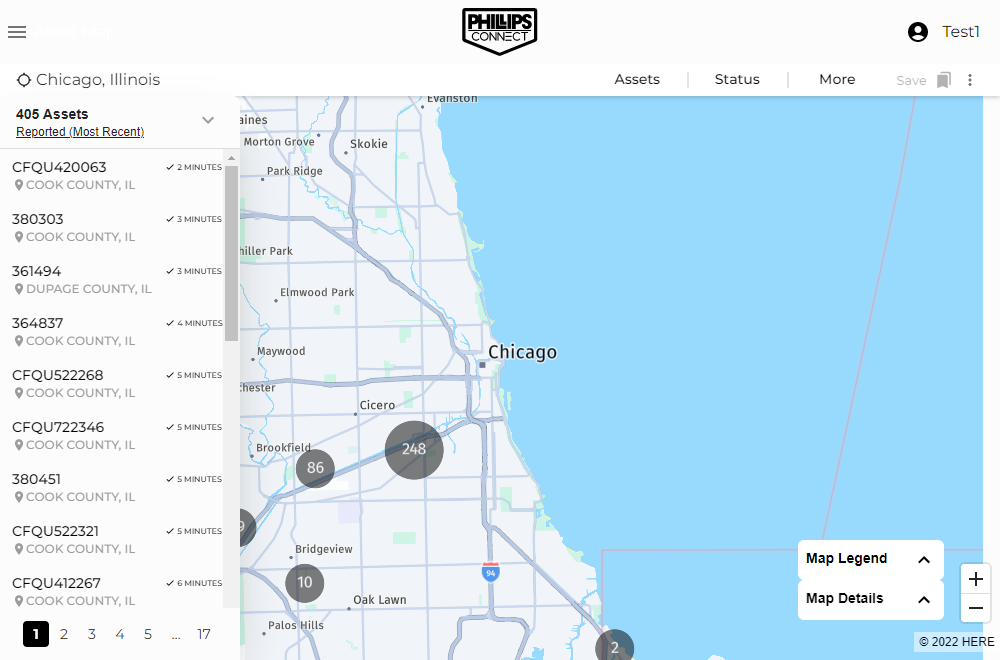 PHILLIPS
CONNECT
Test1
Chicago, Illinois
Assets
Status
More
Save
405 Assets
Reported (Most Recent)
CFQU420063
2 MINUTES
COOK COUNTY, IL
380303
3 MINUTES
COOK COUNTY, IL
361494
3 MINUTES
DUPAGE COUNTY, IL
364837
4 MINUTES
COOK COUNTY, IL
CFQU522268
5 MINUTES
COOK COUNTY, IL
CFQU722346
5 MINUTES
COOK COUNTY, IL
380451
5 MINUTES
COOK COUNTY, IL
CFQU522321
5 MINUTES
COOK COUNTY, IL
CFQU412267
6 MINUTES
COOK COUNTY, IL
1 2 3 4 5 ... 17
Evanston
aines
Morton Grove
Skokie
Park Ridge
hiller Park
Elmwood Park
Maywood
Chicago
chester
Cicero
Brookfield
248
86
9
Bridgeview
94
10
Oak Lawn
Palos Hills
2
Map Legend
Map Details
+
−
© 2022 HERE